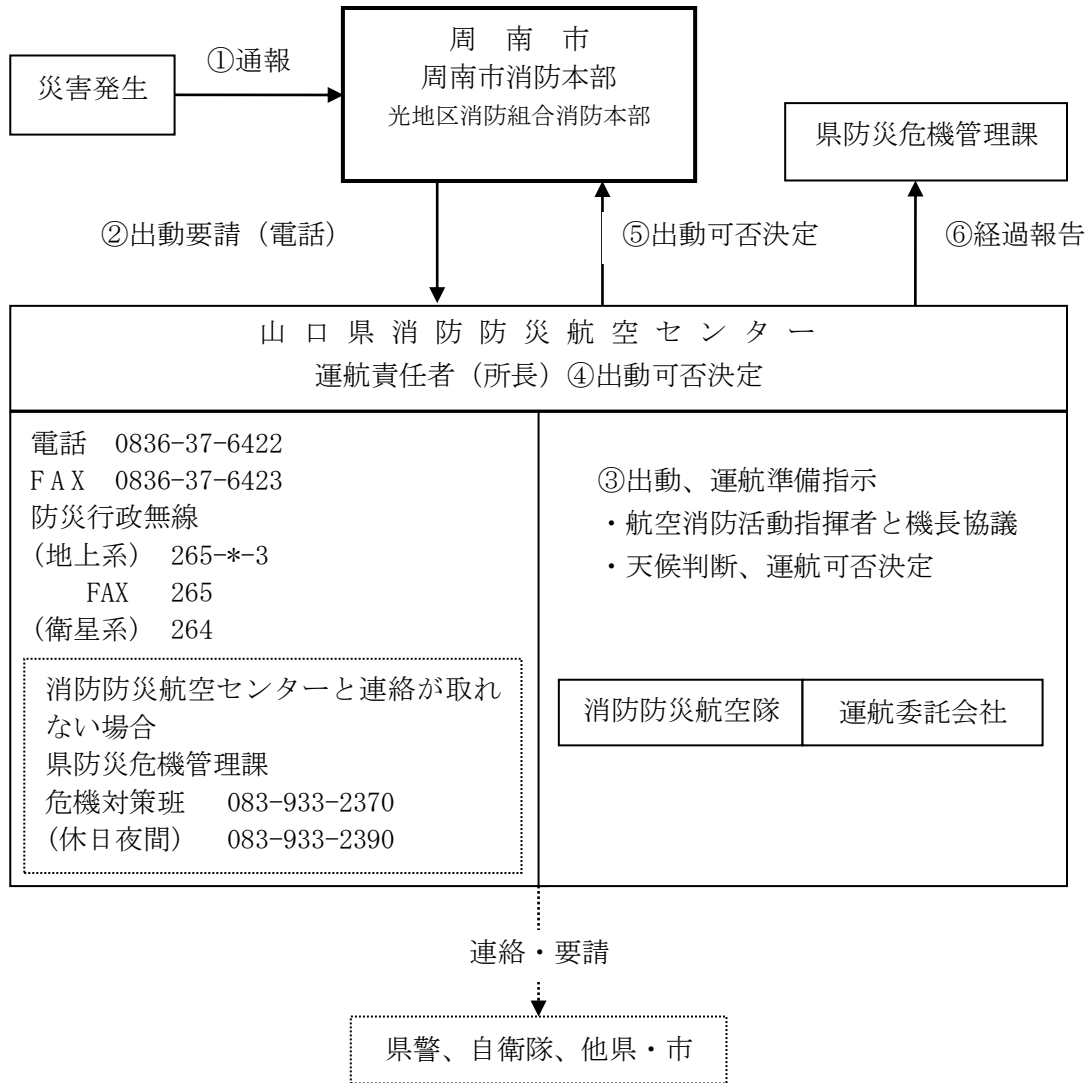 周　南　市
周南市消防本部
光地区消防組合消防本部
①通報
災害発生
県防災危機管理課
②出動要請（電話）
⑤出動可否決定
⑥経過報告
山 口 県 消 防 防 災 航 空 セ ン タ ー
運航責任者（所長）④出動可否決定
電話　0836-37-6422
ＦＡＸ　0836-37-6423
防災行政無線
(地上系)　265-*-3
FAX　265
(衛星系)　264
消防防災航空センターと連絡が取れ
ない場合
県防災危機管理課
危機対策班　083-933-2370
(休日夜間)　083-933-2390
③出動、運航準備指示
・航空消防活動指揮者と機長協議
・天候判断、運航可否決定
消防防災航空隊
運航委託会社
連絡・要請
県警、自衛隊、他県・市